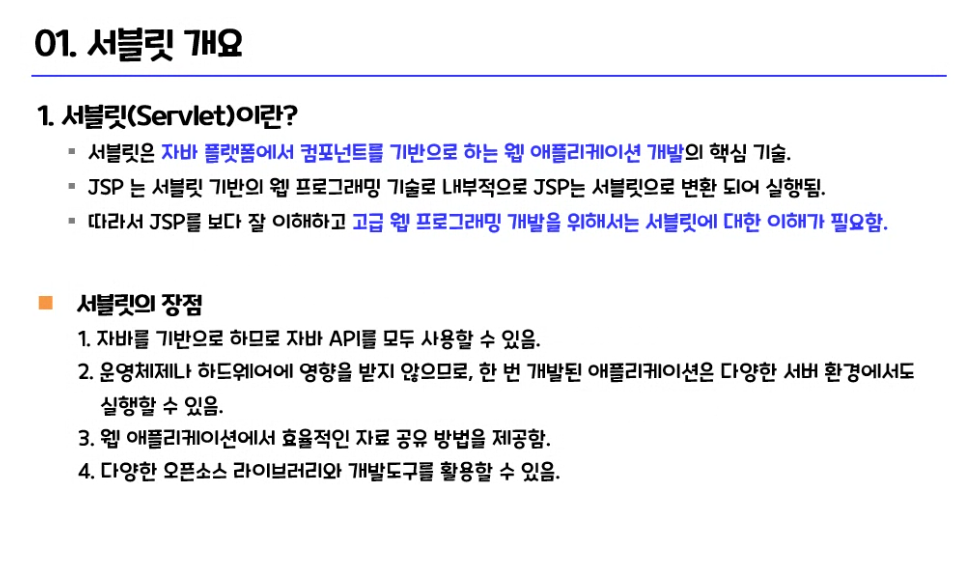 01. 서블릿 개요
1. 서블릿(Servlet)이란?
▪ 서블릿은 자바 플랫폼에서 컴포넌트를 기반으로 하는 웹 애플리케이션 개발의 핵심 기술.
▪ JSP 는 서블릿 기반의 웹 프로그래밍 기술로 내부적으로 JSP는 서블릿으로 변환 되어 실행됨.
▪ 따라서 JSP를 보다 잘 이해하고 고급 웹 프로그래밍 개발을 위해서는 서블릿에 대한 이해가 필요함.
■ 서블릿의 장점
1. 자바를 기반으로 하므로 자바 API를 모두 사용할 수 있음.
2. 운영체제나 하드웨어에 영향을 받지 않으므로, 한 번 개발된 애플리케이션은 다양한 서버 환경에서도
실행할 수 있음.
3. 웹 애플리케이션에서 효율적인 자료 공유 방법을 제공함.
4. 다양한 오픈소스 라이브러리와 개발도구를 활용할 수 있음.